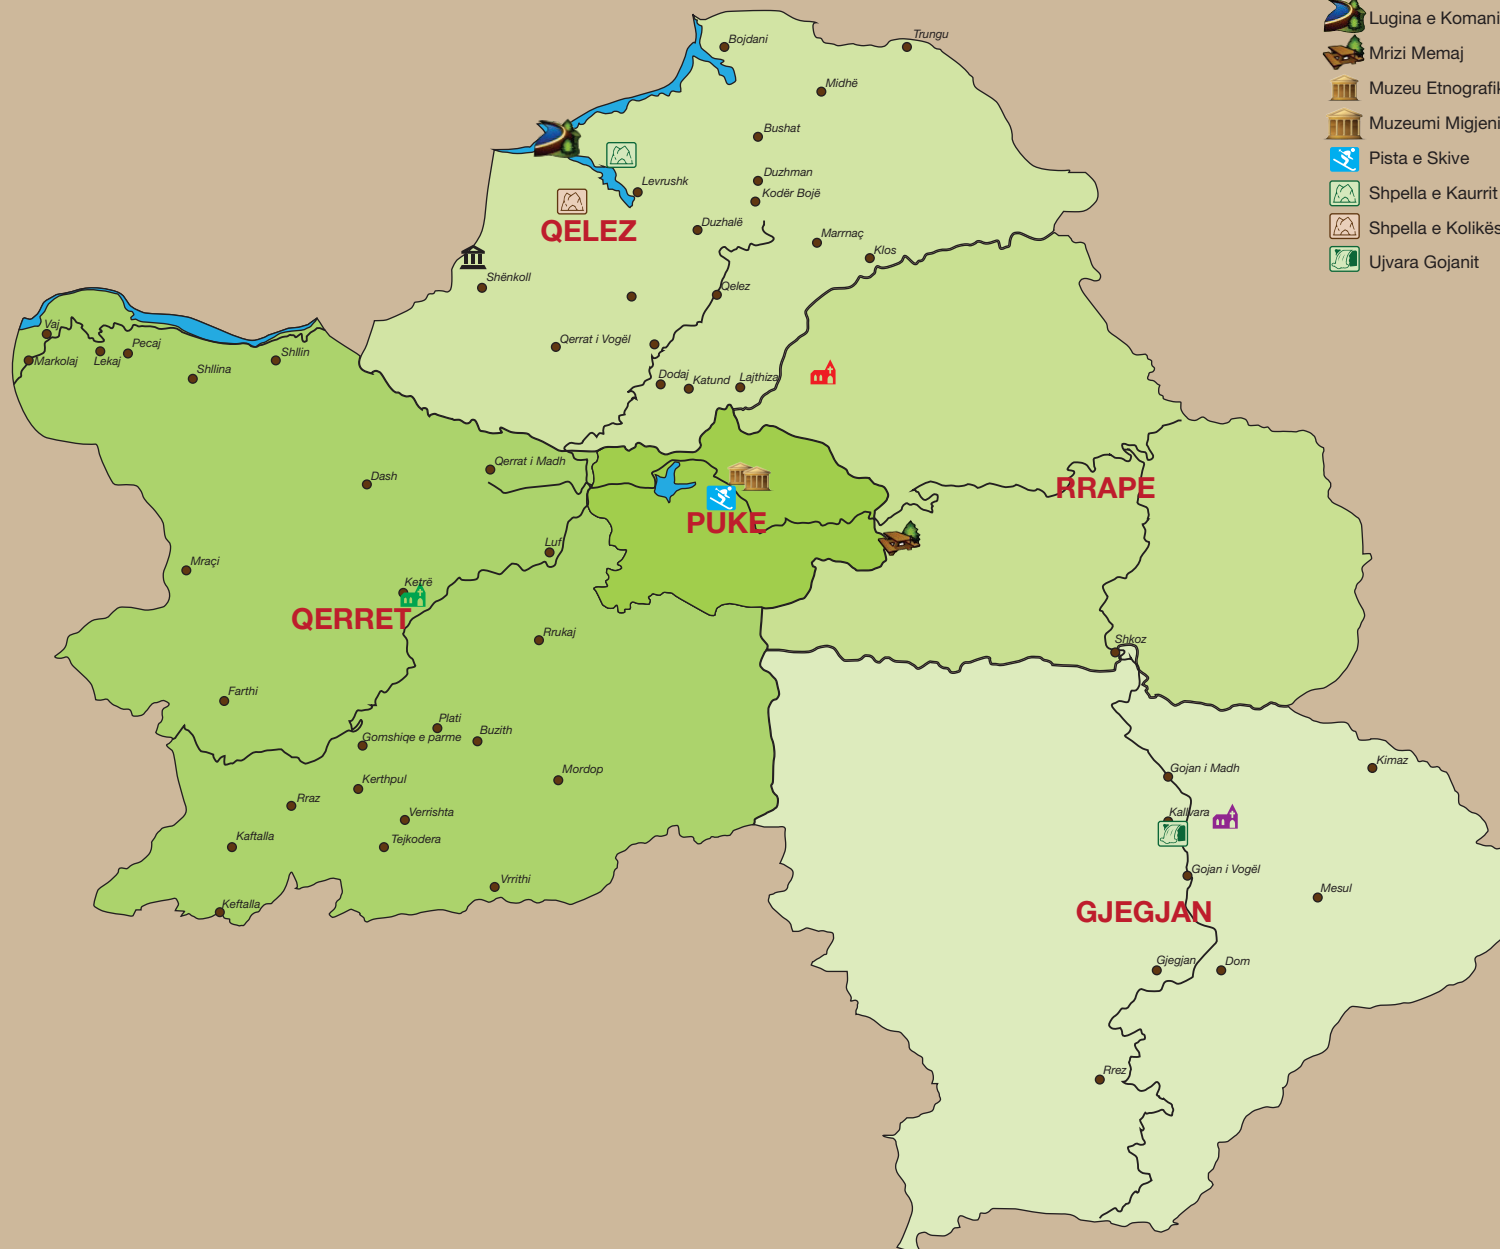 Lugina e Komani
Mrizi Memaj
Muzeu Etnografik
Muzeumi Migjeni
Pista e Skive
Shpella e Kaurrit
Shpella e Kolikës
Ujvara Gojanit
Bojdani
Trungu
Midhë
Bushat
Duzhman
Levrushk
Kodër Bojë
Duzhalë
QELEZ
Marrnaç
Klos
Shënkoll
Qelez
Vaj
Qerrat i Vogël
Pecaj
Markolaj
Lekaj
Shllin
Shllina
Dodaj
Katund
Lajthiza
Qerrat i Madh
Dash
RRAPE
PUKE
Luf
Mraçi
Ketrë
QERRET
Rrukaj
Shkoz
Farthi
Plati
Buzith
Gomshiqe e parme
Kimaz
Gojan i Madh
Mordop
Kerthpul
Rraz
Verrishta
Kallvara
Kaftalla
Tejkodera
Gojan i Vogël
Vrrithi
Mesul
Keftalla
GJEGJAN
Gjegjan
Dom
Rrez